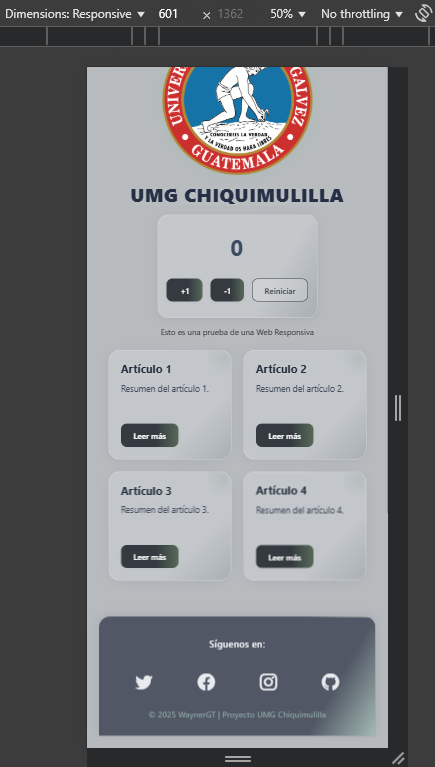 Dimensions: Responsive 601 × 1362 50% No throttling
UNIVER GALVEZ
CONOCEREIS LA VERDAD
Y LA VERDAD OS HARA LIBRES
GUATEMALA
UMG CHIQUIMULILLA
0
+1 -1 Reiniciar
Esto es una prueba de una Web Responsiva
Artículo 1 Artículo 2
Resumen del artículo 1. Resumen del artículo 2.
Leer más Leer más
Artículo 3 Artículo 4
Resumen del artículo 3. Resumen del artículo 4.
Leer más Leer más
Síguenos en:
© 2025 WaynerGT | Proyecto UMG Chiquimulilla